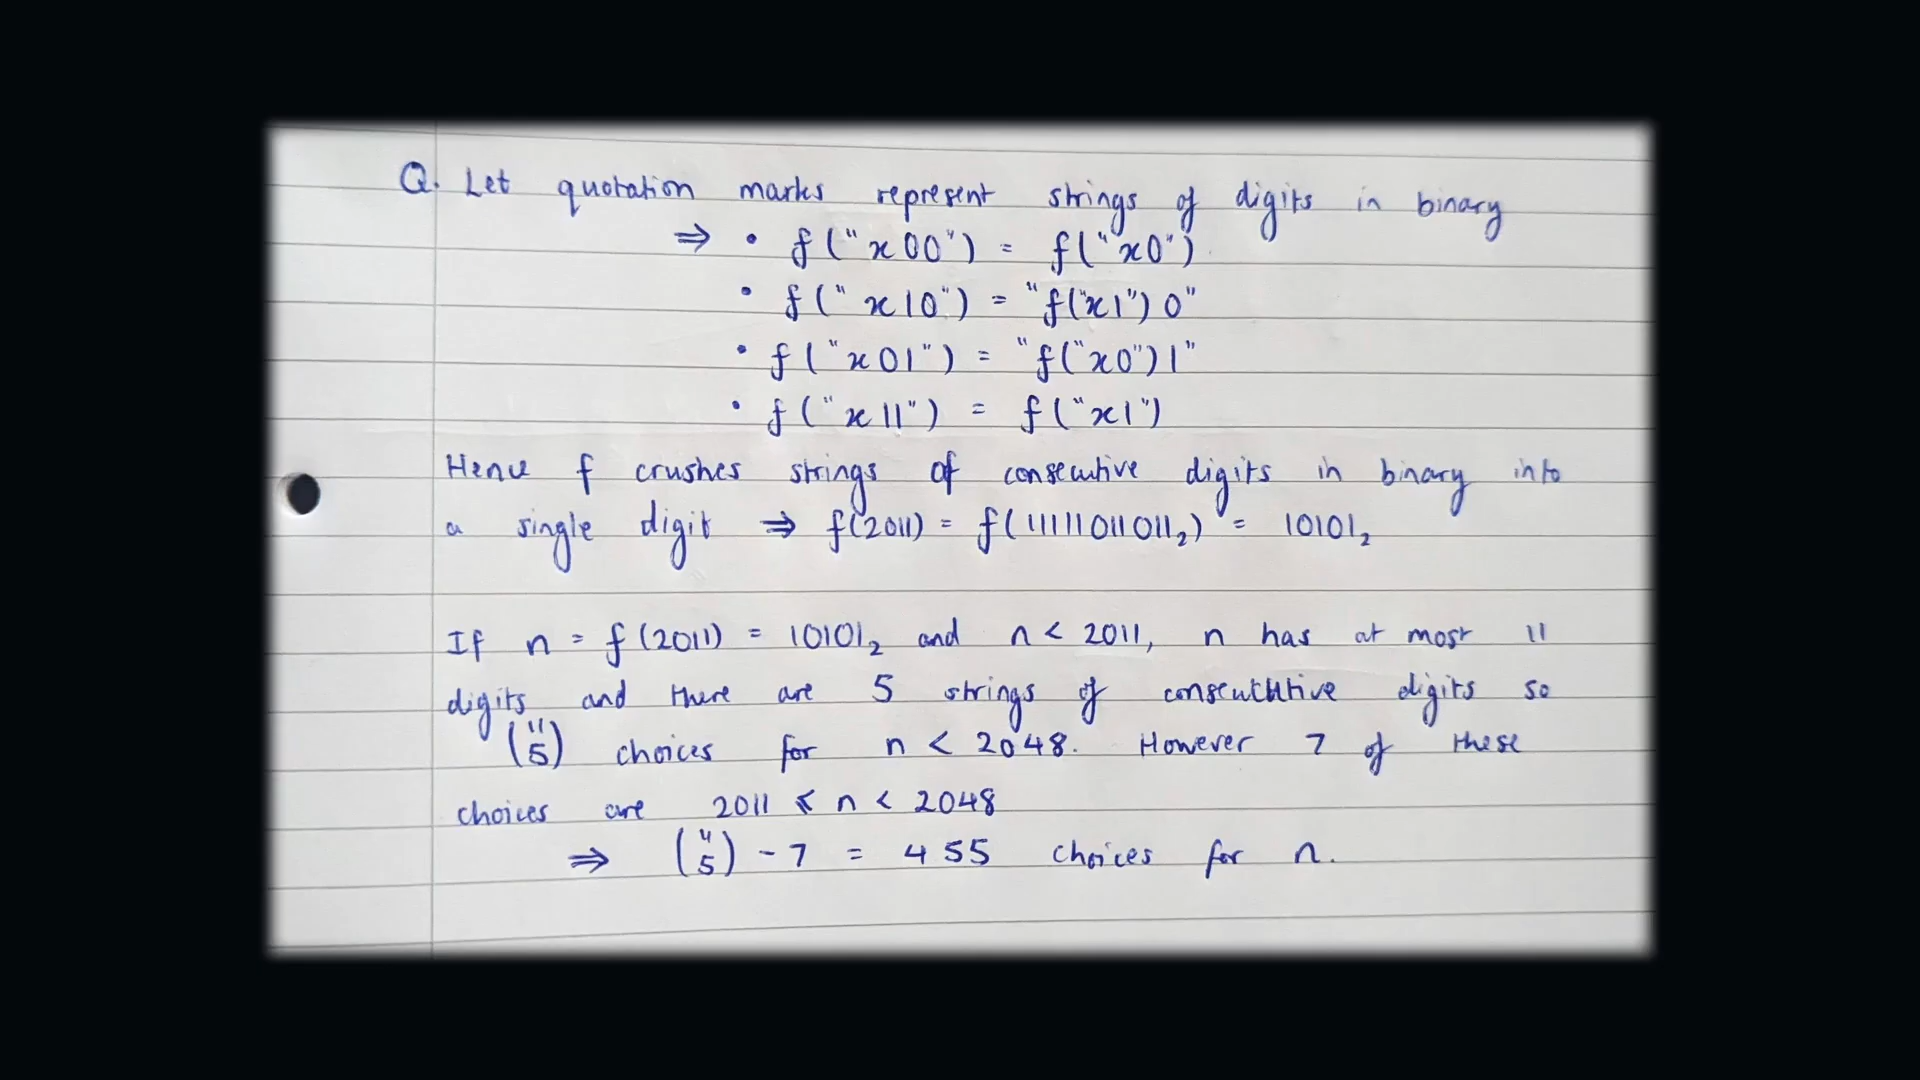 Q. Let quotation marks represent strings of digits in binary
⇒ • f("x00") = f("x0")
• f("x10") = "f("x1")0"
• f("x01") = "f("x0")1"
• f("x11") = f("x1")
Hence f crushes strings of consecutive digits in binary into
a single digit ⇒ f(2011) = f(11111011011₂) = 10101₂
If n = f(2011) = 10101₂ and n < 2011, n has at most 11
digits and there are 5 strings of consecuttive digits so
(11 5) choices for n < 2048. However 7 of these
choices are 2011 ≤ n < 2048
⇒ (11 5) - 7 = 455 choices for n.